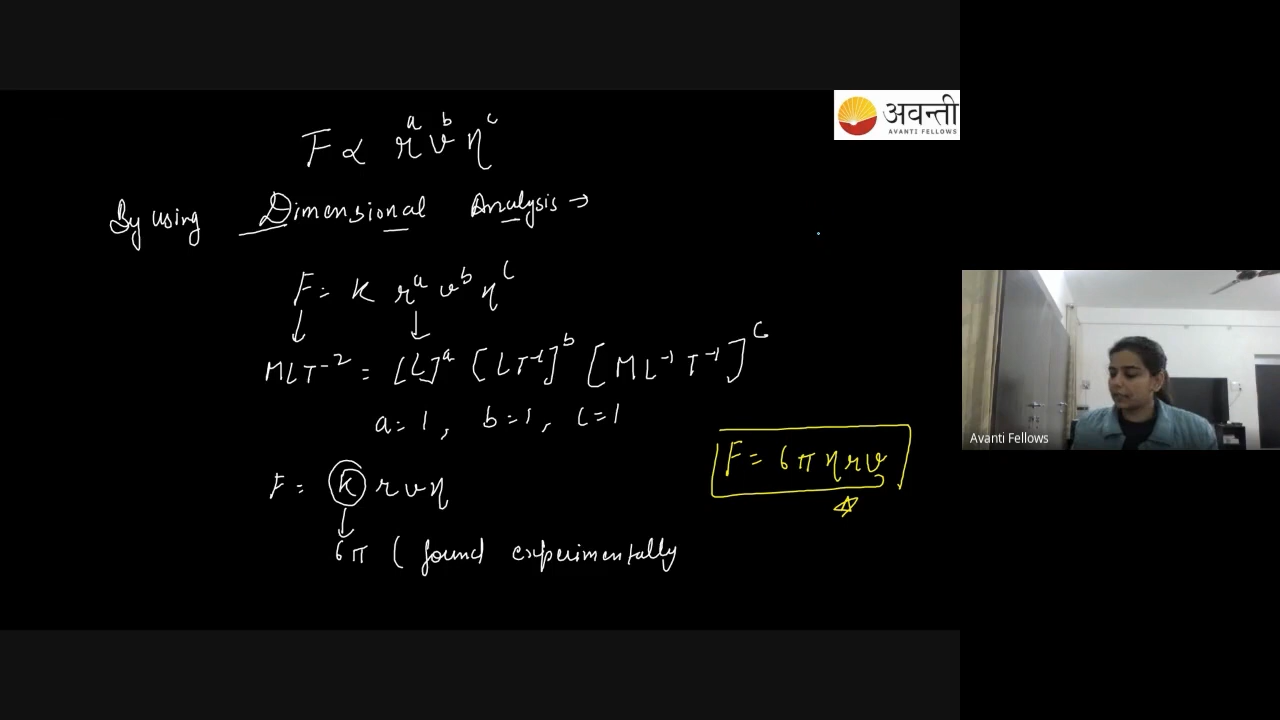 F ∝ r^a v^b η^c
By using Dimensional Analysis →
F = K r^a v^b η^c
MLT^-2 = [L]^a [LT^-1]^b [ML^-1 T^-1]^c
a=1, b=1, c=1
F = K r v η
6π ( found experimentally
F = 6πηrv
अवन्ती
AVANTI FELLOWS
Avanti Fellows